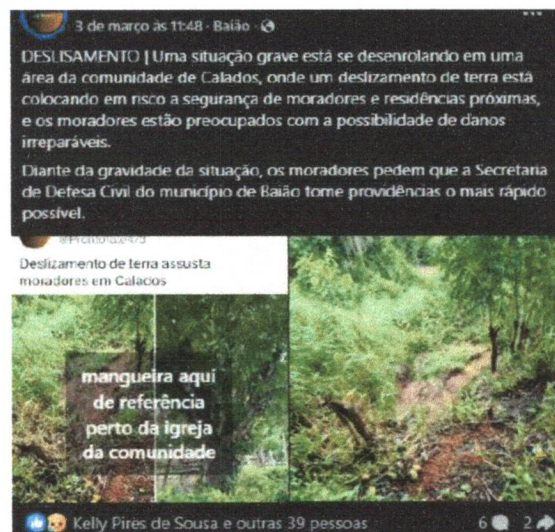 3 de março às 11:48 · Baião ·
DESLISAMENTO | Uma situação grave está se desenrolando em uma
área da comunidade de Calados, onde um deslizamento de terra está
colocando em risco a segurança de moradores e residências próximas,
e os moradores estão preocupados com a possibilidade de danos
irreparáveis.
Diante da gravidade da situação, os moradores pedem que a Secretaria
de Defesa Civil do município de Baião tome providências o mais rápido
possível.
Deslizamento de terra assusta
moradores em Calados
mangueira aqui
de referência
perto da igreja
da comunidade
Kelly Pires de Sousa e outras 39 pessoas
6
2